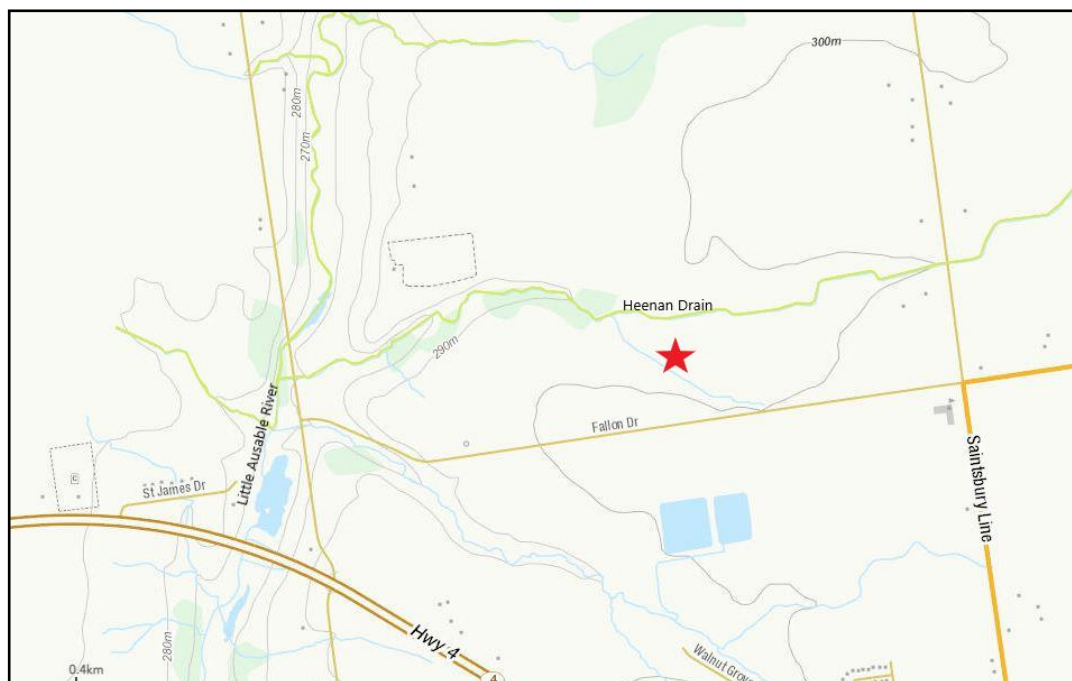 300m
280m
270m
Heenan Drain
290m
Fallon Dr
Little Ausable River
St James Dr
C
Saintsbury Line
Hwy 4
280m
Walnut Grov
0.4km
4